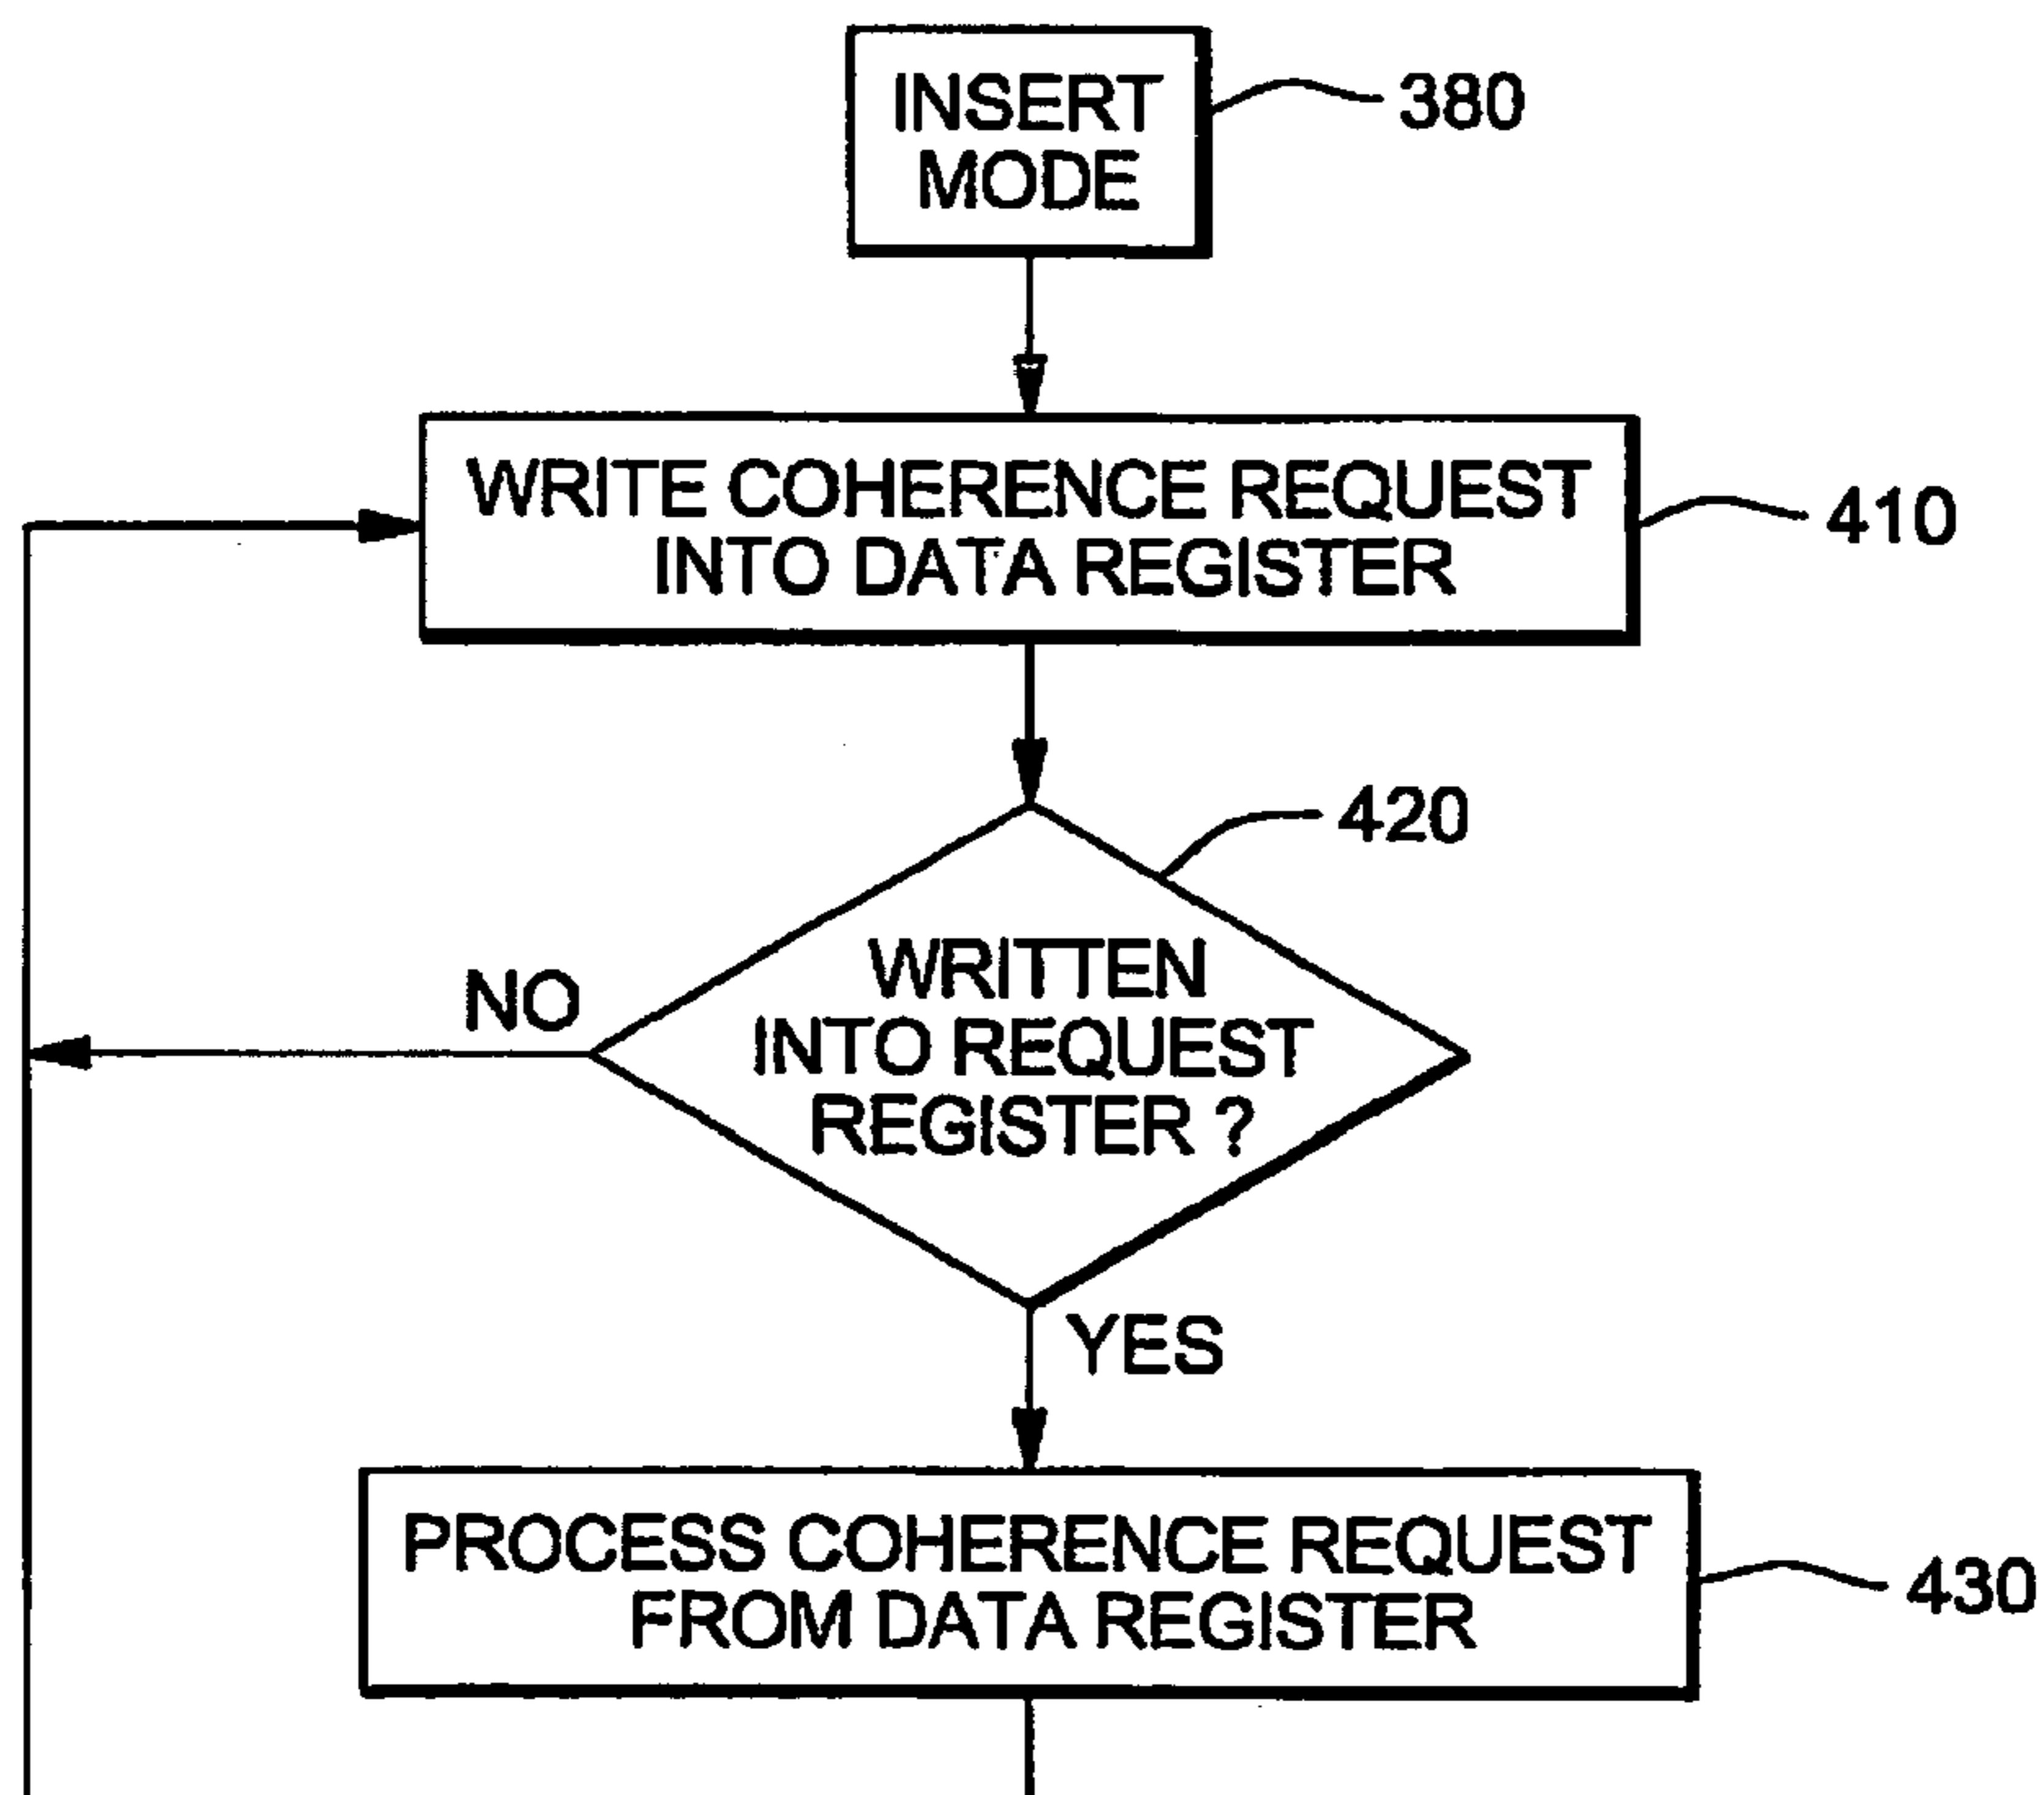 INSERT
MODE
380
WRITE COHERENCE REQUEST
INTO DATA REGISTER
410
420
WRITTEN
INTO REQUEST
REGISTER ?
NO
YES
PROCESS COHERENCE REQUEST
FROM DATA REGISTER
430